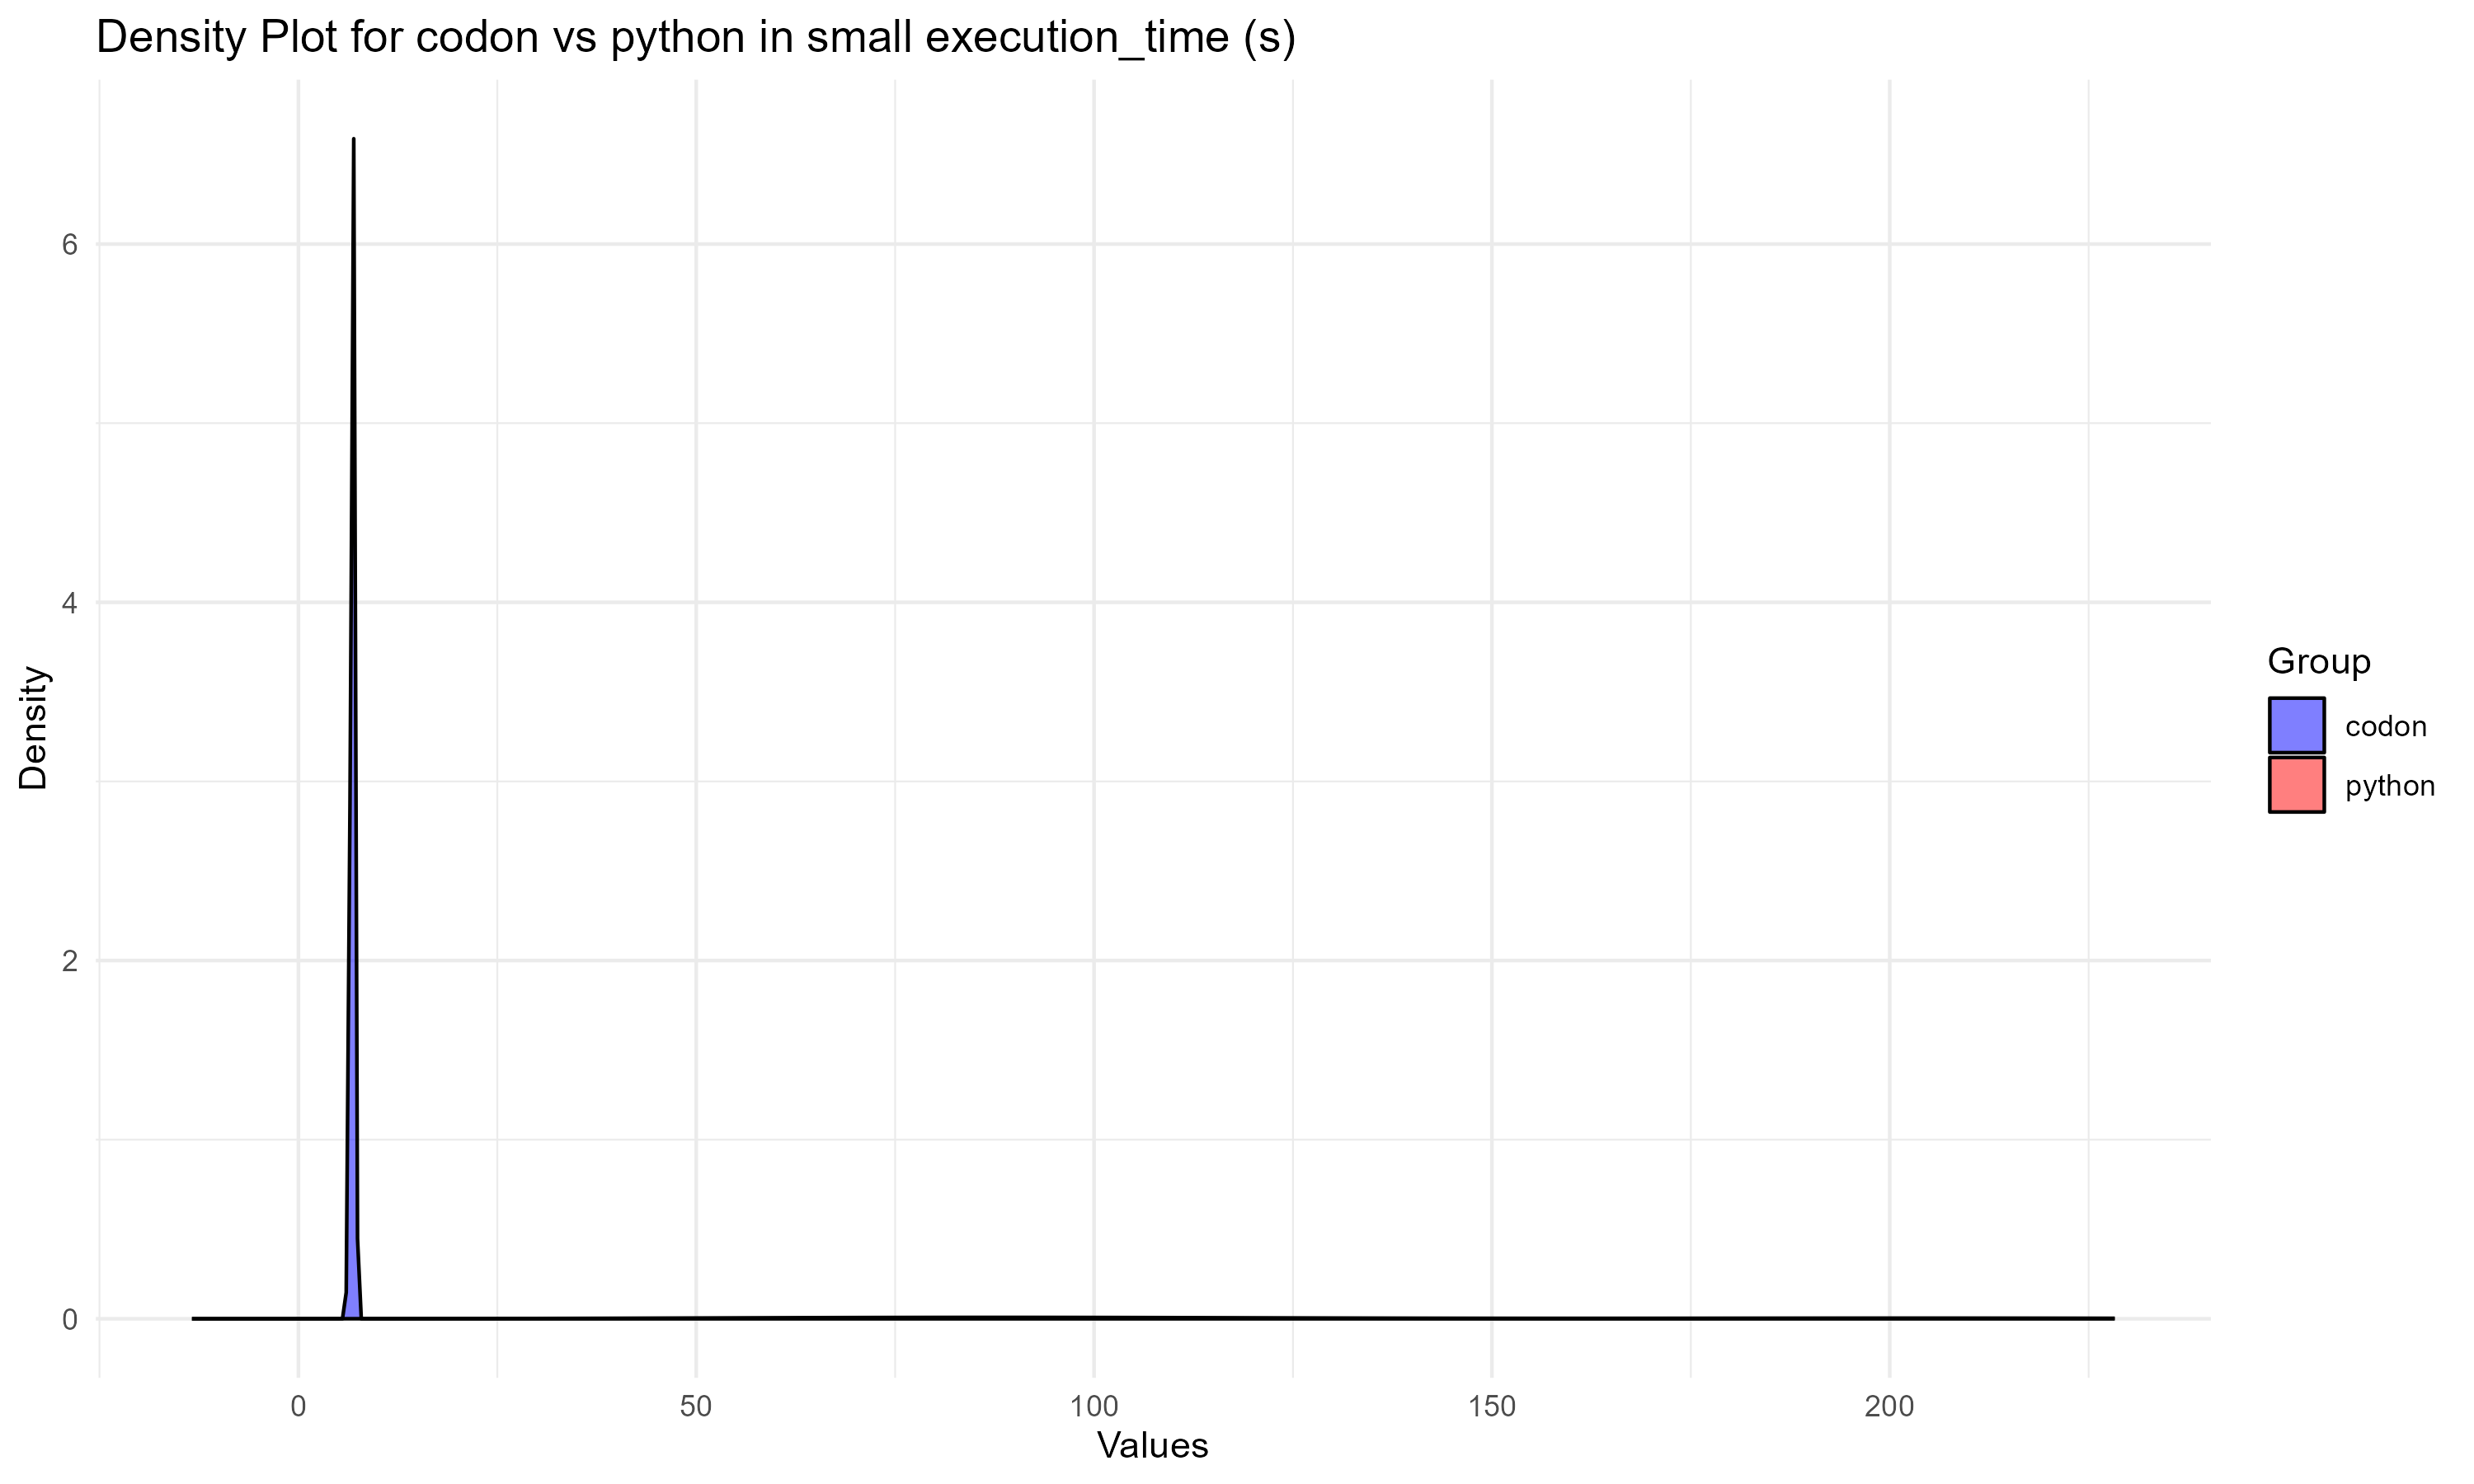 Density Plot for codon vs python in small execution_time (s)
Density
6
4
2
0
0 50 100 150 200
Values
Group
codon
python